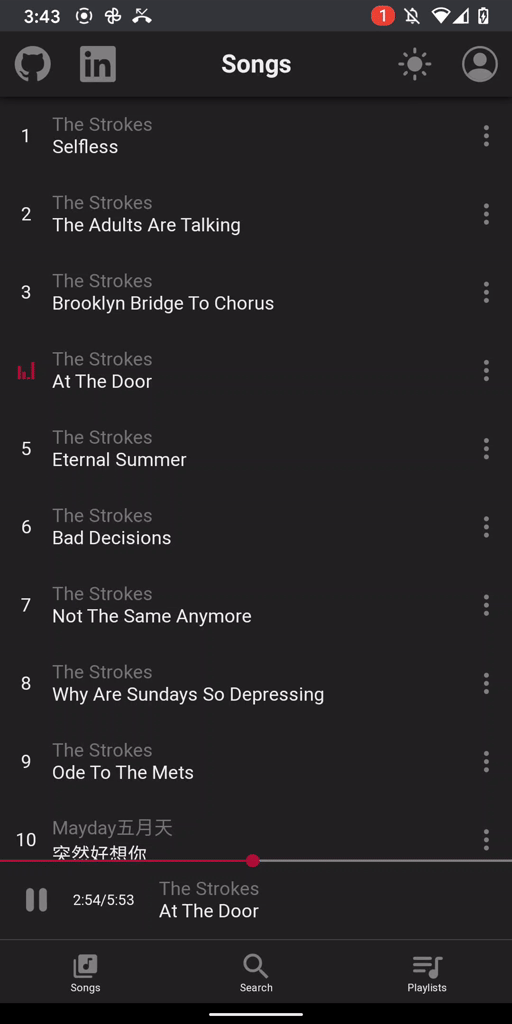 3:43
1
in
Songs
1
The Strokes
Selfless
2
The Strokes
The Adults Are Talking
3
The Strokes
Brooklyn Bridge To Chorus
The Strokes
At The Door
5
The Strokes
Eternal Summer
6
The Strokes
Bad Decisions
7
The Strokes
Not The Same Anymore
8
The Strokes
Why Are Sundays So Depressing
9
The Strokes
Ode To The Mets
10
Mayday五月天
突然好想你
2:54/5:53
The Strokes
At The Door
Songs
Search
Playlists